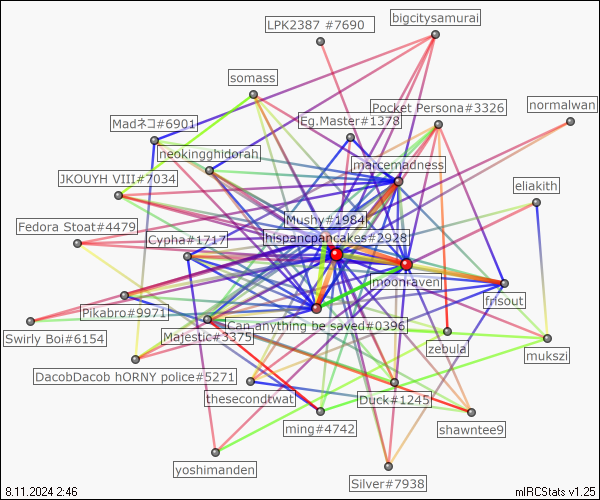 LPK2387 #7690
bigcitysamurai
somass
normalwan
Pocket Persona#3326
Eg.Master#1378
Madネコ#6901
neokingghidorah
marcemadness
JKOUYH VIII#7034
eliakith
Mushy#1984
Fedora Stoat#4479
Cypha#1717
hispancpancakes#2928
moonraven
frisout
Pikabro#9971
Can anything be saved#0396
Swirly Boi#6154
Majestic#3375
zebula
mukszi
DacobDacob hORNY police#5271
thesecondtwat
Duck#1245
ming#4742
shawntee9
yoshimanden
Silver#7938
8.11.2024 2:46
mIRCStats v1.25